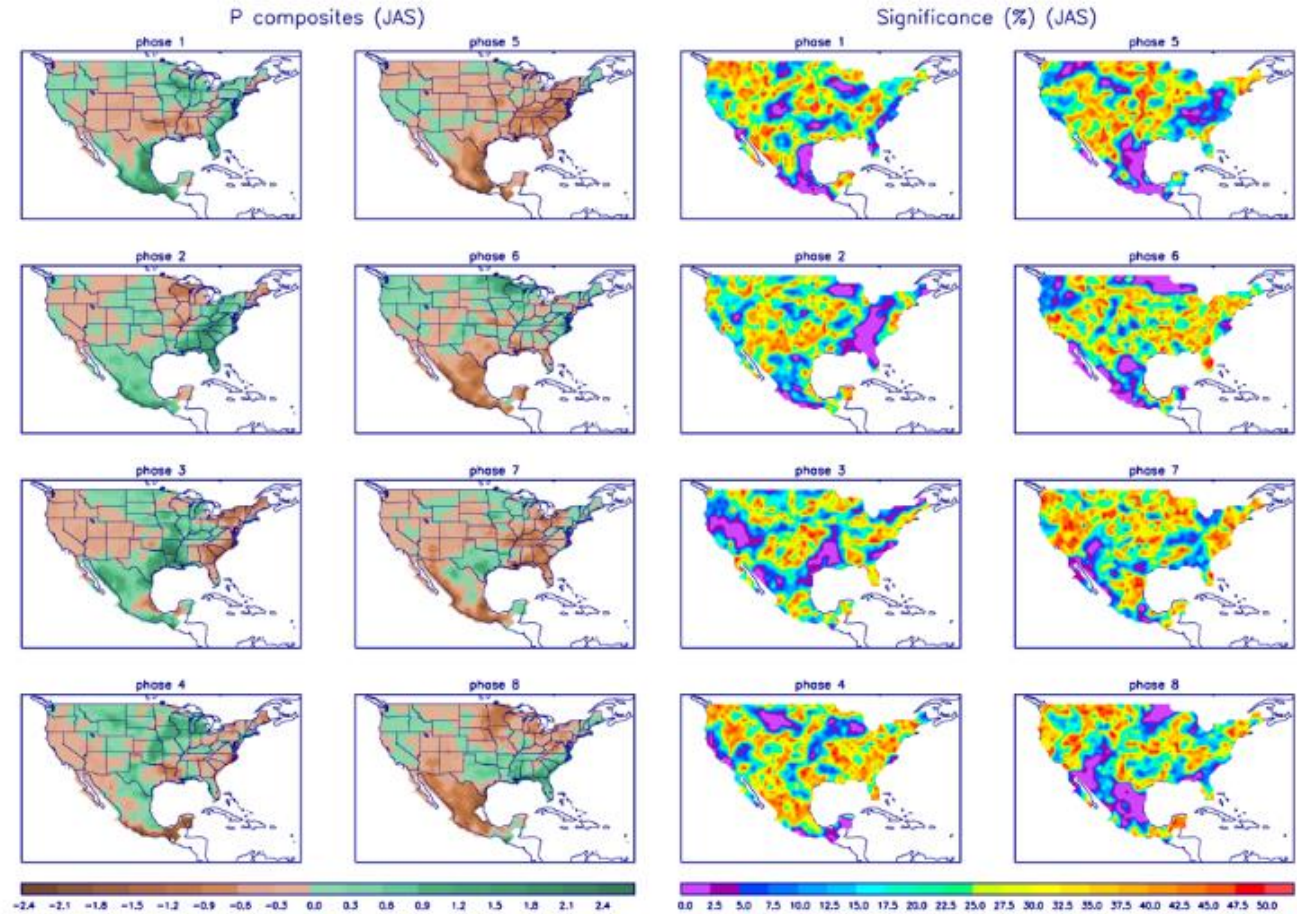 P composites (JAS)
Significance (%) (JAS)
phase 1
phase 5
phase 1
phase 5
phase 2
phase 6
phase 2
phase 6
phase 3
phase 7
phase 3
phase 7
phase 4
phase 8
phase 4
phase 8
-2.4 -2.1 -1.8 -1.5 -1.2 -0.9 -0.6 -0.3 0.0 0.3 0.6 0.9 1.2 1.5 1.8 2.1 2.4
0.0 2.5 5.0 7.5 10.0 12.5 15.0 17.5 20.0 22.5 25.0 27.5 30.0 32.5 35.0 37.5 40.0 42.5 45.0 47.5 50.0